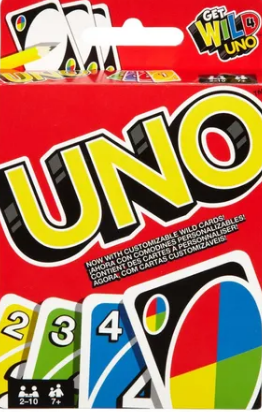 GET
WILD 4
UNO
UNO
NOW WITH CUSTOMIZABLE WILD CARDS!
¡AHORA CON COMODINES PERSONALIZABLES!
CONTIENT DES CARTES À PERSONNALISER!
AGORA, COM CARTAS CUSTOMIZÁVEIS!
2 3 4
2-10 7+